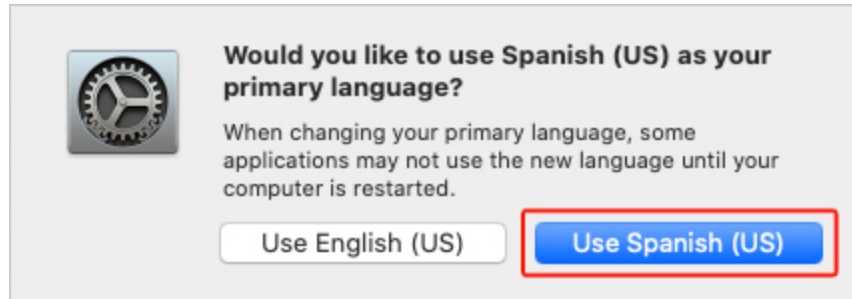 Would you like to use Spanish (US) as your
primary language?
When changing your primary language, some
applications may not use the new language until your
computer is restarted.
Use English (US)
Use Spanish (US)